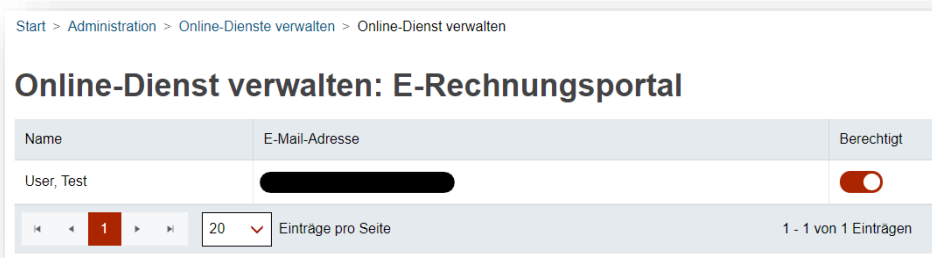 Start > Administration > Online-Dienste verwalten > Online-Dienst verwalten
Online-Dienst verwalten: E-Rechnungsportal
Name E-Mail-Adresse Berechtigt
User, Test
1 20 Einträge pro Seite 1 - 1 von 1 Einträgen